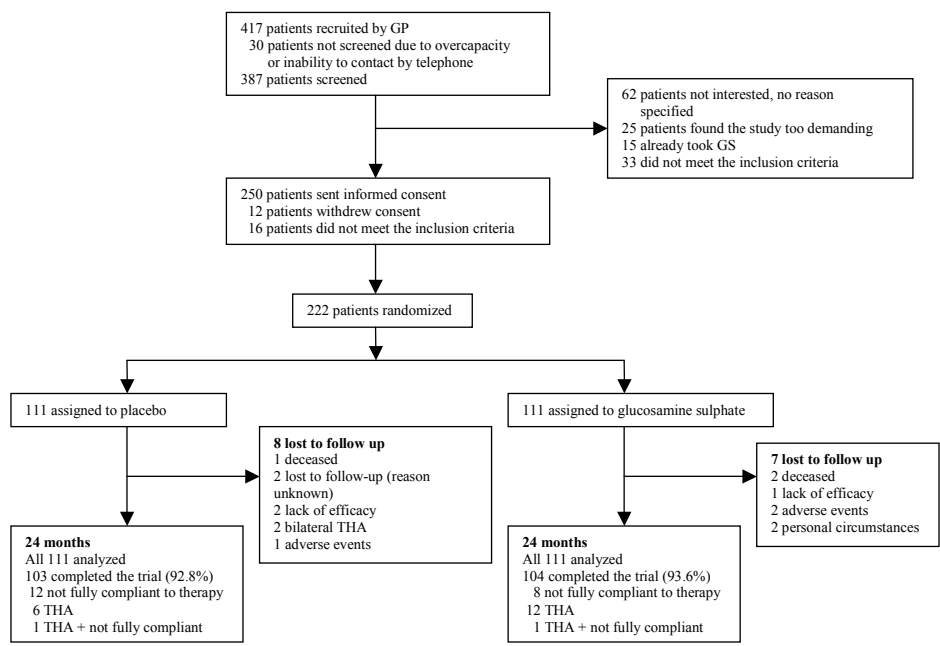 417 patients recruited by GP
30 patients not screened due to overcapacity
or inability to contact by telephone
387 patients screened
62 patients not interested, no reason
specified
25 patients found the study too demanding
15 already took GS
33 did not meet the inclusion criteria
250 patients sent informed consent
12 patients withdrew consent
16 patients did not meet the inclusion criteria
222 patients randomized
111 assigned to placebo
111 assigned to glucosamine sulphate
8 lost to follow up
1 deceased
2 lost to follow-up (reason
unknown)
2 lack of efficacy
2 bilateral THA
1 adverse events
7 lost to follow up
2 deceased
1 lack of efficacy
2 adverse events
2 personal circumstances
24 months
All 111 analyzed
103 completed the trial (92.8%)
12 not fully compliant to therapy
6 THA
1 THA + not fully compliant
24 months
All 111 analyzed
104 completed the trial (93.6%)
8 not fully compliant to therapy
12 THA
1 THA + not fully compliant